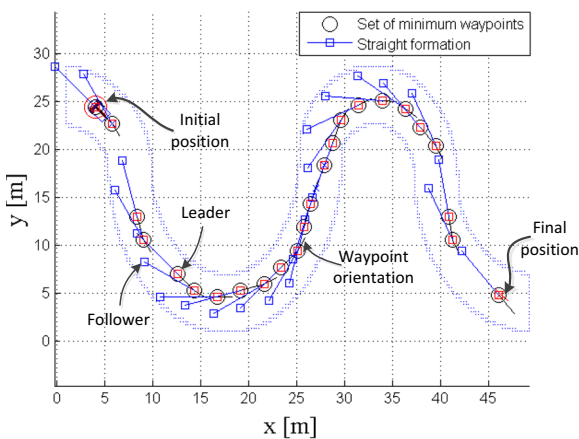 Set of minimum waypoints
Straight formation
30
25
20
15
10
5
0
y [m]
Initial
position
Leader
Follower
Waypoint
orientation
Final
position
0 5 10 15 20 25 30 35 40 45
x [m]